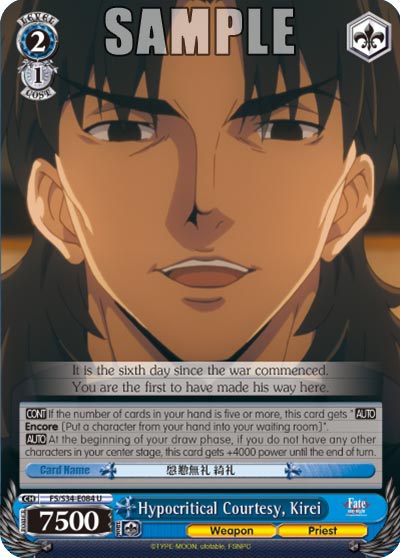 SAMPLE
LEVEL
2
1
COST
It is the sixth day since the war commenced.
You are the first to have made his way here.
CONT If the number of cards in your hand is five or more, this card gets "AUTO
Encore [Put a character from your hand into your waiting room]".
AUTO At the beginning of your draw phase, if you do not have any other
characters in your center stage, this card gets +4000 power until the end of turn.
Card Name 慇懃無礼 綺礼
CH FS/S34-E084 U
7500
Hypocritical Courtesy, Kirei
Fate
Weapon Priest
©TYPE-MOON, ufotable, FSNPC